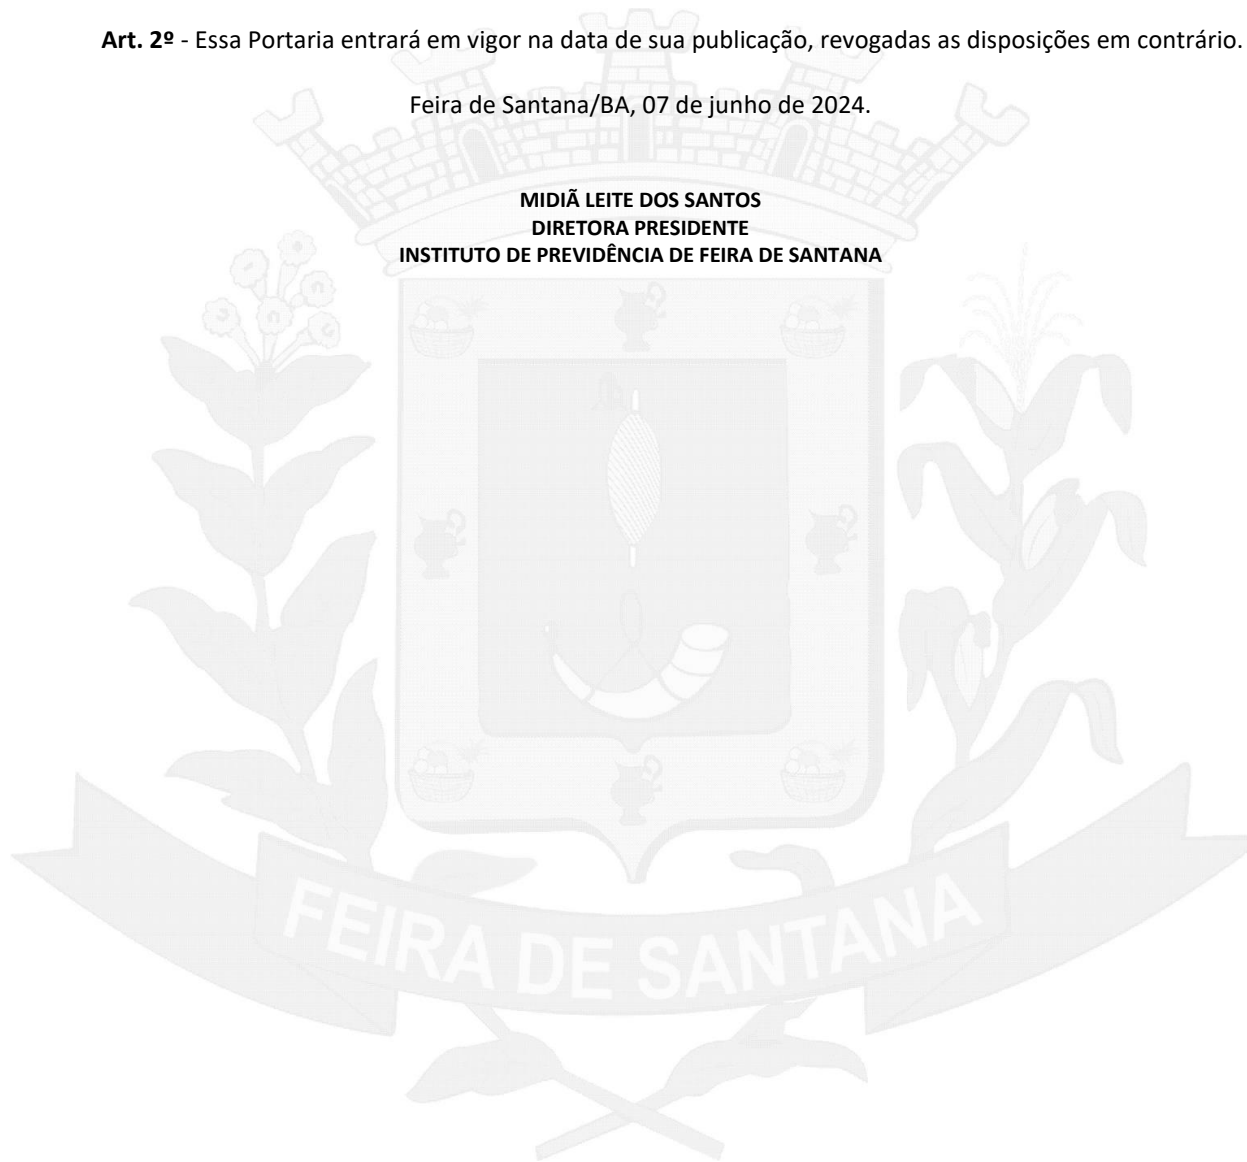 Art. 2º - Essa Portaria entrará em vigor na data de sua publicação, revogadas as disposições em contrário.
Feira de Santana/BA, 07 de junho de 2024.
MIDIÃ LEITE DOS SANTOS
DIRETORA PRESIDENTE
INSTITUTO DE PREVIDÊNCIA DE FEIRA DE SANTANA
FEIRA DE SANTANA